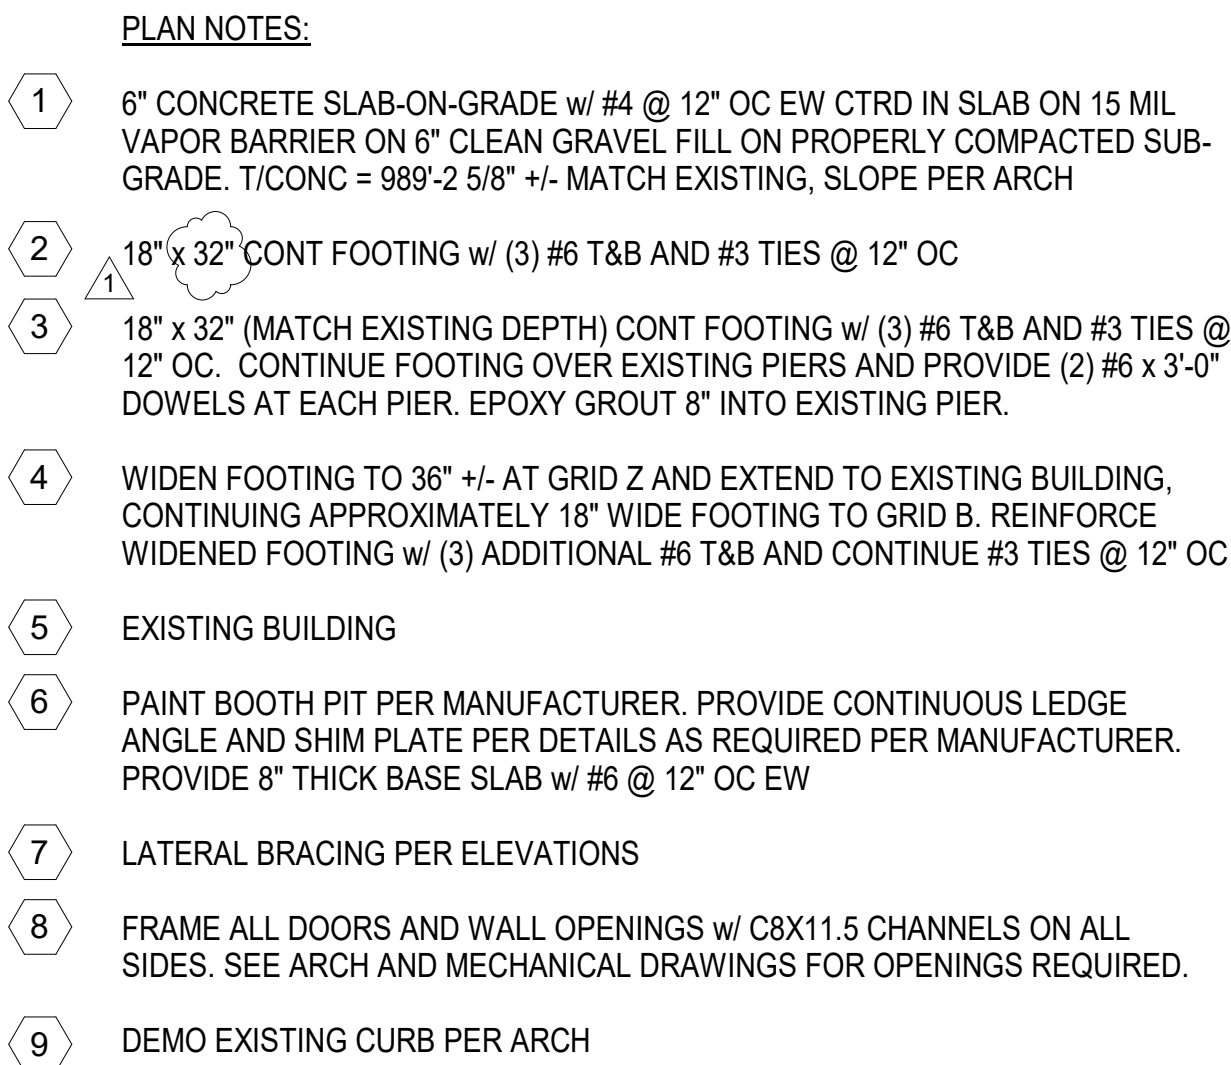 PLAN NOTES:
1 6" CONCRETE SLAB-ON-GRADE w/ #4 @ 12" OC EW CTRD IN SLAB ON 15 MIL
VAPOR BARRIER ON 6" CLEAN GRAVEL FILL ON PROPERLY COMPACTED SUB-
GRADE. T/CONC = 989'-2 5/8" +/- MATCH EXISTING, SLOPE PER ARCH
2 18" x 32" CONT FOOTING w/ (3) #6 T&B AND #3 TIES @ 12" OC
1
3 18" x 32" (MATCH EXISTING DEPTH) CONT FOOTING w/ (3) #6 T&B AND #3 TIES @
12" OC.  CONTINUE FOOTING OVER EXISTING PIERS AND PROVIDE (2) #6 x 3'-0"
DOWELS AT EACH PIER. EPOXY GROUT 8" INTO EXISTING PIER.
4 WIDEN FOOTING TO 36" +/- AT GRID Z AND EXTEND TO EXISTING BUILDING,
CONTINUING APPROXIMATELY 18" WIDE FOOTING TO GRID B. REINFORCE
WIDENED FOOTING w/ (3) ADDITIONAL #6 T&B AND CONTINUE #3 TIES @ 12" OC
5 EXISTING BUILDING
6 PAINT BOOTH PIT PER MANUFACTURER. PROVIDE CONTINUOUS LEDGE
ANGLE AND SHIM PLATE PER DETAILS AS REQUIRED PER MANUFACTURER.
PROVIDE 8" THICK BASE SLAB w/ #6 @ 12" OC EW
7 LATERAL BRACING PER ELEVATIONS
8 FRAME ALL DOORS AND WALL OPENINGS w/ C8X11.5 CHANNELS ON ALL
SIDES. SEE ARCH AND MECHANICAL DRAWINGS FOR OPENINGS REQUIRED.
9 DEMO EXISTING CURB PER ARCH